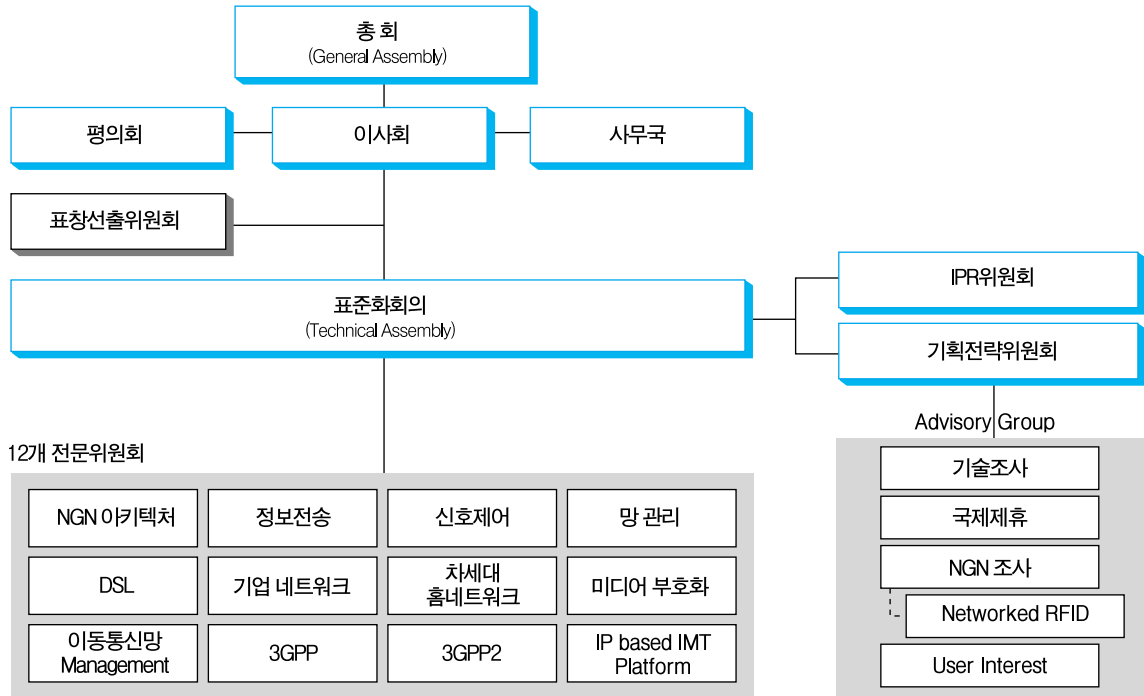 총 회
(General Assembly)
평의회
이사회
사무국
표창선출위원회
표준화회의
(Technical Assembly)
IPR위원회
기획전략위원회
Advisory Group
기술조사
국제제휴
NGN 조사
Networked RFID
User Interest
12개 전문위원회
NGN 아키텍처
정보전송
신호제어
망 관리
DSL
기업 네트워크
차세대
홈네트워크
미디어 부호화
이동통신망
Management
3GPP
3GPP2
IP based IMT
Platform